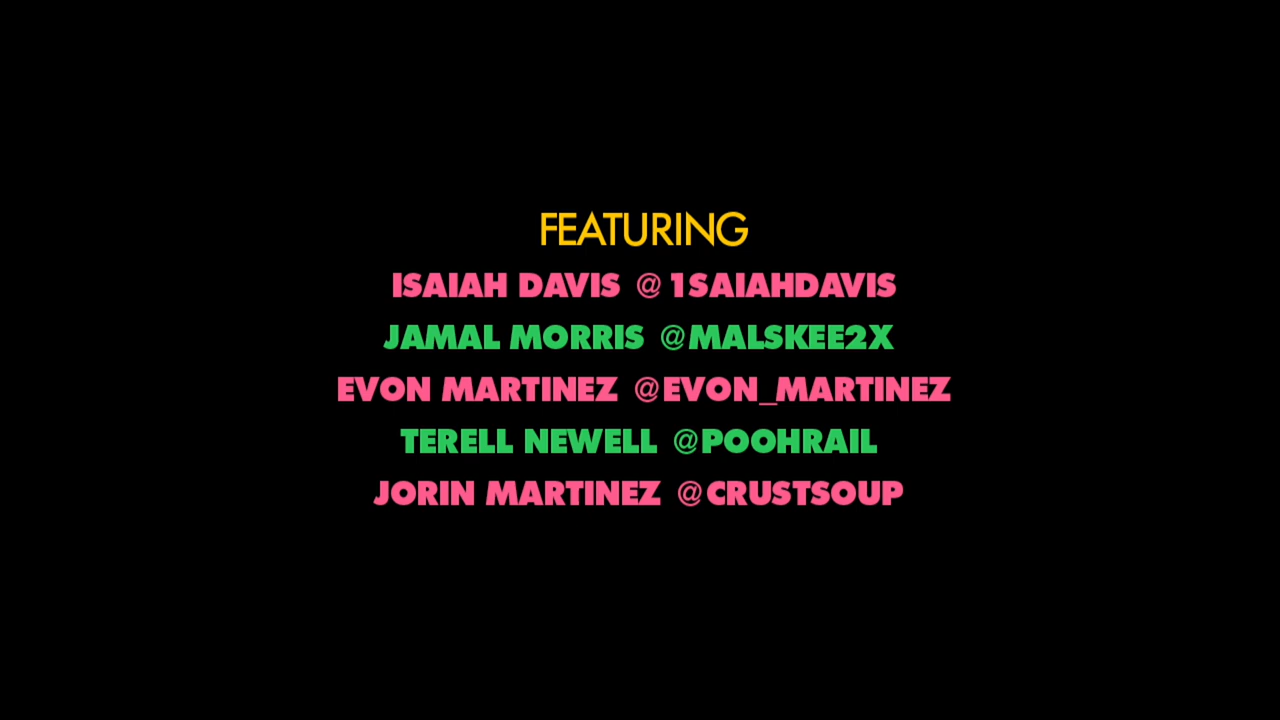 FEATURING
ISAIAH DAVIS @1SAIAHDAVIS
JAMAL MORRIS @MALSKEE2X
EVON MARTINEZ @EVON_MARTINEZ
TERELL NEWELL @POOHRAIL
JORIN MARTINEZ @CRUSTSOUP